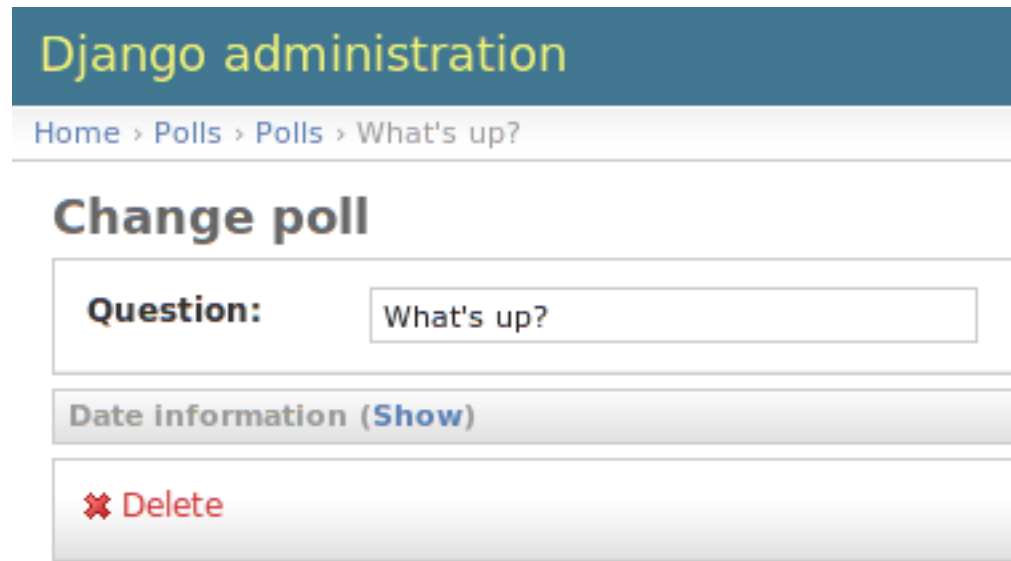 Django administration
Home › Polls › Polls › What's up?
Change poll
Question: What's up?
Date information (Show)
Delete